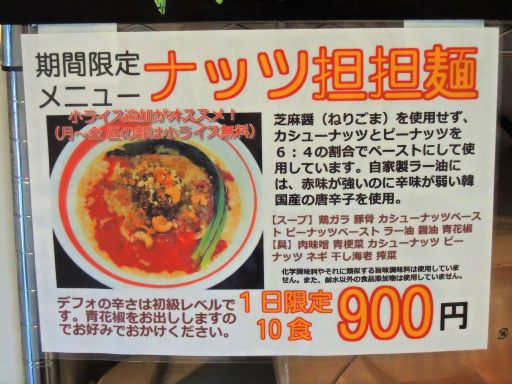 期間限定
メニュー
ナッツ担担麺
小ライス追加がオススメ!
(月~金 昼の部は小ライス無料)
芝麻醤(ねりごま)を使用せず、
カシューナッツとピーナッツを
6:4の割合でペーストにして使
用しています。自家製ラー油に
は、赤味が強いのに辛味が弱い韓
国産の唐辛子を使用。
【スープ】鶏ガラ 豚骨 カシューナッツペース
ト ピーナッツペースト ラー油 醤油 青花椒
【具】肉味噌 青梗菜 カシューナッツ ピー
ナッツ ネギ 干し海老 搾菜
化学調味料やそれに類似する旨味調味料は使用していま
せん。また、鹹水以外の食品添加物は使用していません。
デフォの辛さは初級レベルで
す。青花椒をお出ししますの
でお好みでおかけください。
1日限定
10食
900円